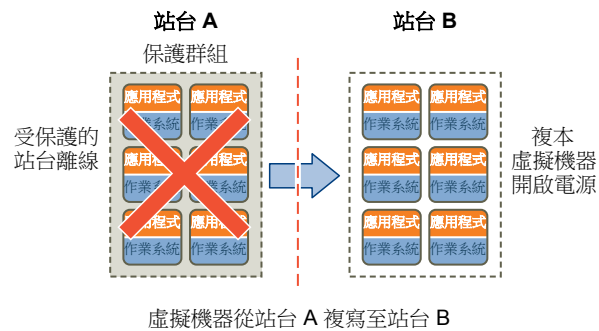 站台 A
站台 B
保護群組
應用程式 應用程式
作業系統 作業系統
應用程式 應用程式
作業系統 作業系統
應用程式 應用程式
作業系統 作業系統
應用程式 應用程式
作業系統 作業系統
應用程式 應用程式
作業系統 作業系統
應用程式 應用程式
作業系統 作業系統
受保護的
站台離線
複本
虛擬機器
開啟電源
虛擬機器從站台 A 複寫至站台 B